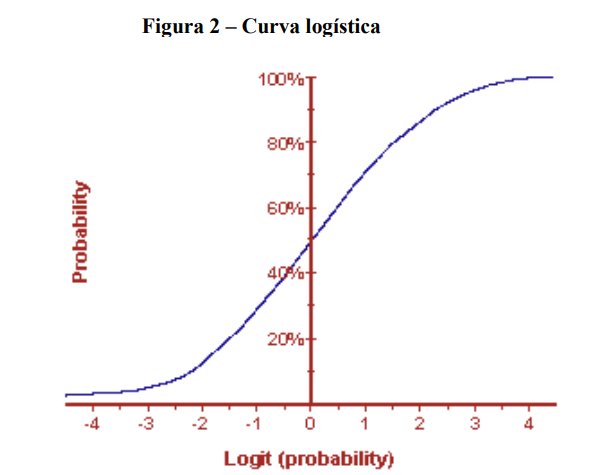 Figura 2 – Curva logística
100%
80%
60%
40%
20%
Probability
-4 -3 -2 -1 0 1 2 3 4
Logit (probability)